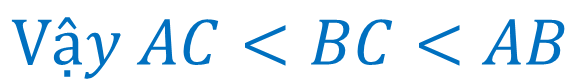 Vậy AC < BC < AB